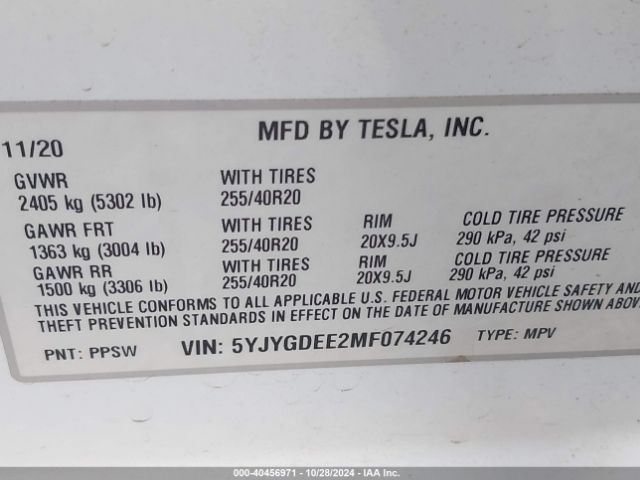 11/20 MFD BY TESLA, INC.
GVWR WITH TIRES
2405 kg (5302 lb) 255/40R20
GAWR FRT WITH TIRES RIM COLD TIRE PRESSURE
1363 kg (3004 lb) 255/40R20 20X9.5J 290 kPa, 42 psi
GAWR RR WITH TIRES RIM COLD TIRE PRESSURE
1500 kg (3306 lb) 255/40R20 20X9.5J 290 kPa, 42 psi
THIS VEHICLE CONFORMS TO ALL APPLICABLE U.S. FEDERAL MOTOR VEHICLE SAFETY AND
THEFT PREVENTION STANDARDS IN EFFECT ON THE DATE OF MANUFACTURE SHOWN ABOVE
PNT: PPSW VIN: 5YJYGDEE2MF074246 TYPE: MPV
000-40456971 | 10/28/2024 - IAAI.COM